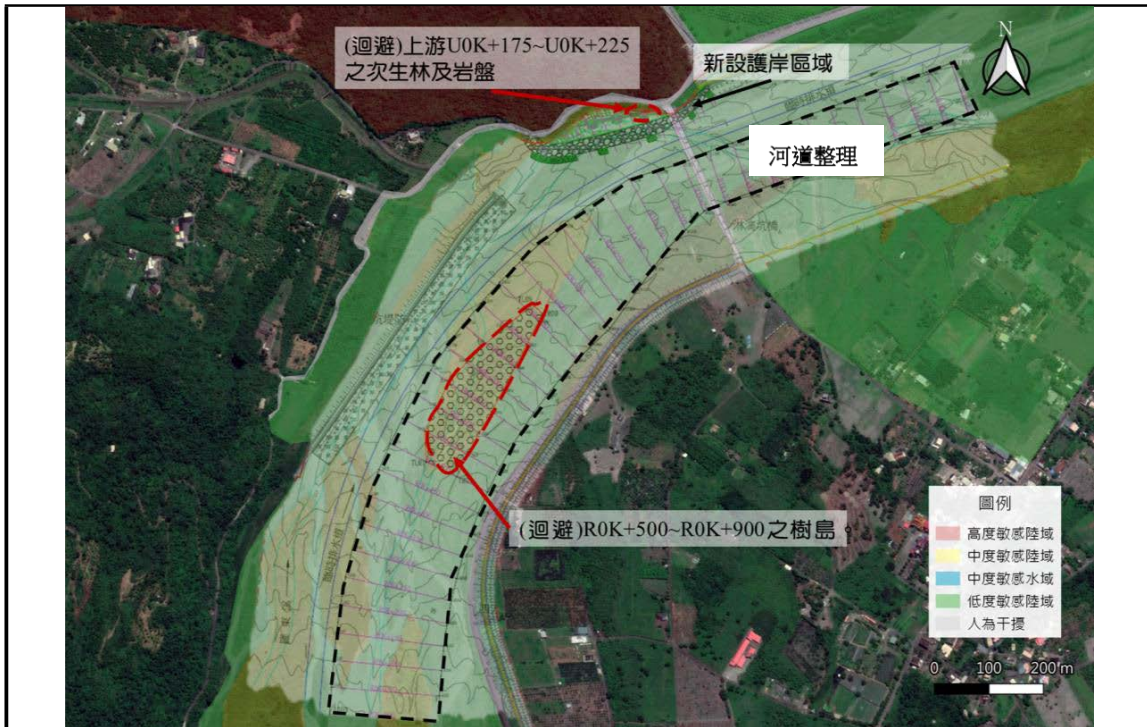 (迴避)上游U0K+175~U0K+225
之次生林及岩盤
新設護岸區域
N
河道整理
(迴避)R0K+500~R0K+900之樹島
圖例
高度敏感陸域
中度敏感陸域
中度敏感水域
低度敏感陸域
人為干擾
0 100 200 m